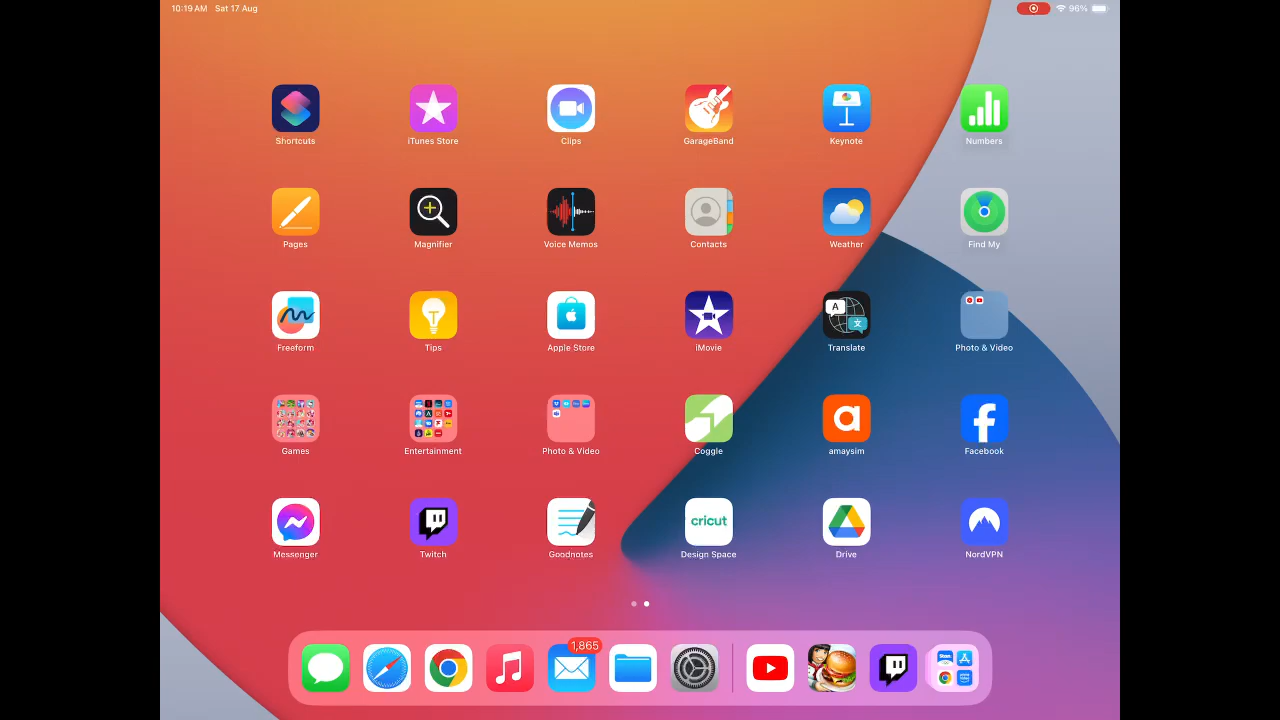 10:19 AM Sat 17 Aug 96%
Shortcuts iTunes Store Clips GarageBand Keynote Numbers
Pages Magnifier Voice Memos Contacts Weather Find My
Freeform Tips Apple Store iMovie Translate Photo & Video
Games Entertainment Photo & Video Coggle amaysim Facebook
cricut
Messenger Twitch Goodnotes Design Space Drive NordVPN
1,865